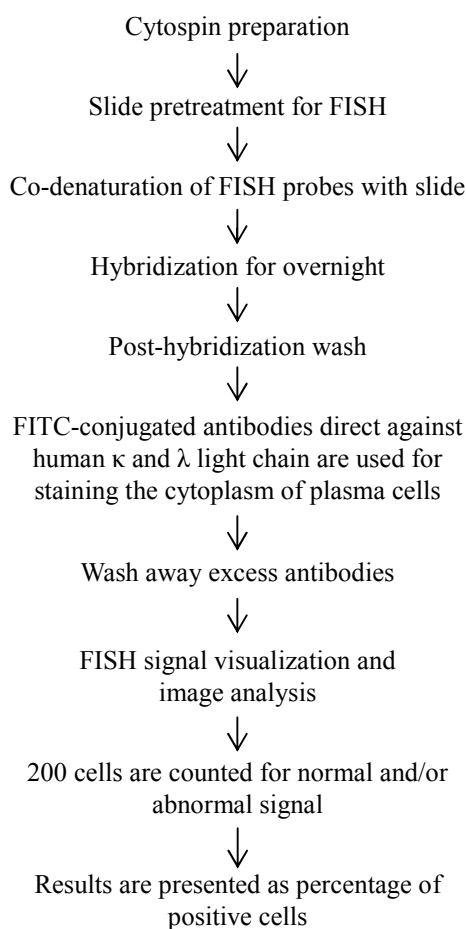 Cytospin preparation
Slide pretreatment for FISH
Co-denaturation of FISH probes with slide
Hybridization for overnight
Post-hybridization wash
FITC-conjugated antibodies direct against
human κ and λ light chain are used for
staining the cytoplasm of plasma cells
Wash away excess antibodies
FISH signal visualization and
image analysis
200 cells are counted for normal and/or
abnormal signal
Results are presented as percentage of
positive cells